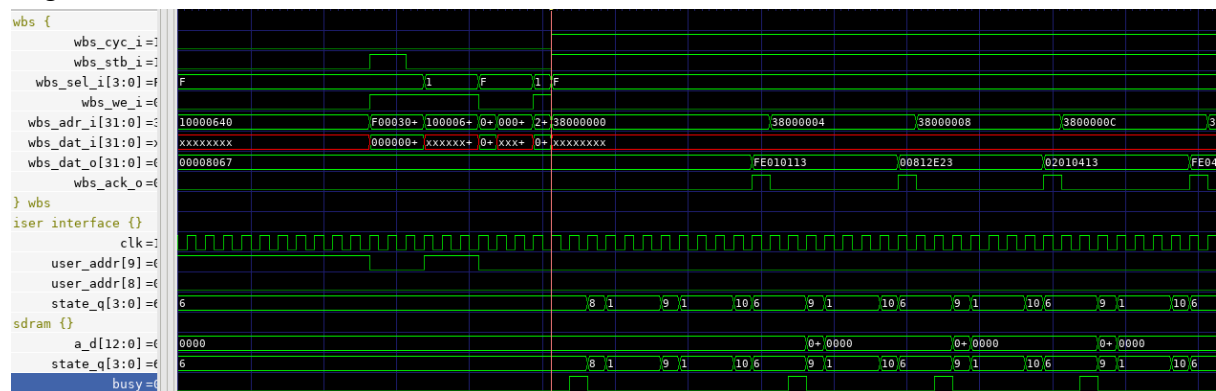 wbs {
wbs_cyc_i=1
wbs_stb_i=1
wbs_sel_i[3:0]=F F 1 F 1 F
wbs_we_i=0
wbs_adr_i[31:0]=3 10000640 F00030+ 100006+ 0+ 000+ 2+ 38000000 38000004 38000008 3800000C 3
wbs_dat_i[31:0]=x xxxxxxxx 000000+ xxxxxx+ 0+ xxx+ 0+ xxxxxxxx
wbs_dat_o[31:0]=0 00008067 FE010113 00812E23 02010413 FE04
wbs_ack_o=0
} wbs
iser interface {}
clk=1
user_addr[9]=0
user_addr[8]=0
state_q[3:0]=6 6 8 1 9 1 10 6 9 1 10 6 9 1 10 6 9 1 10 6
sdram {}
a_d[12:0]=0 0000 0+ 0000 0+ 0000 0+ 0000
state_q[3:0]=6 6 8 1 9 1 10 6 9 1 10 6 9 1 10 6 9 1 10 6
busy=0